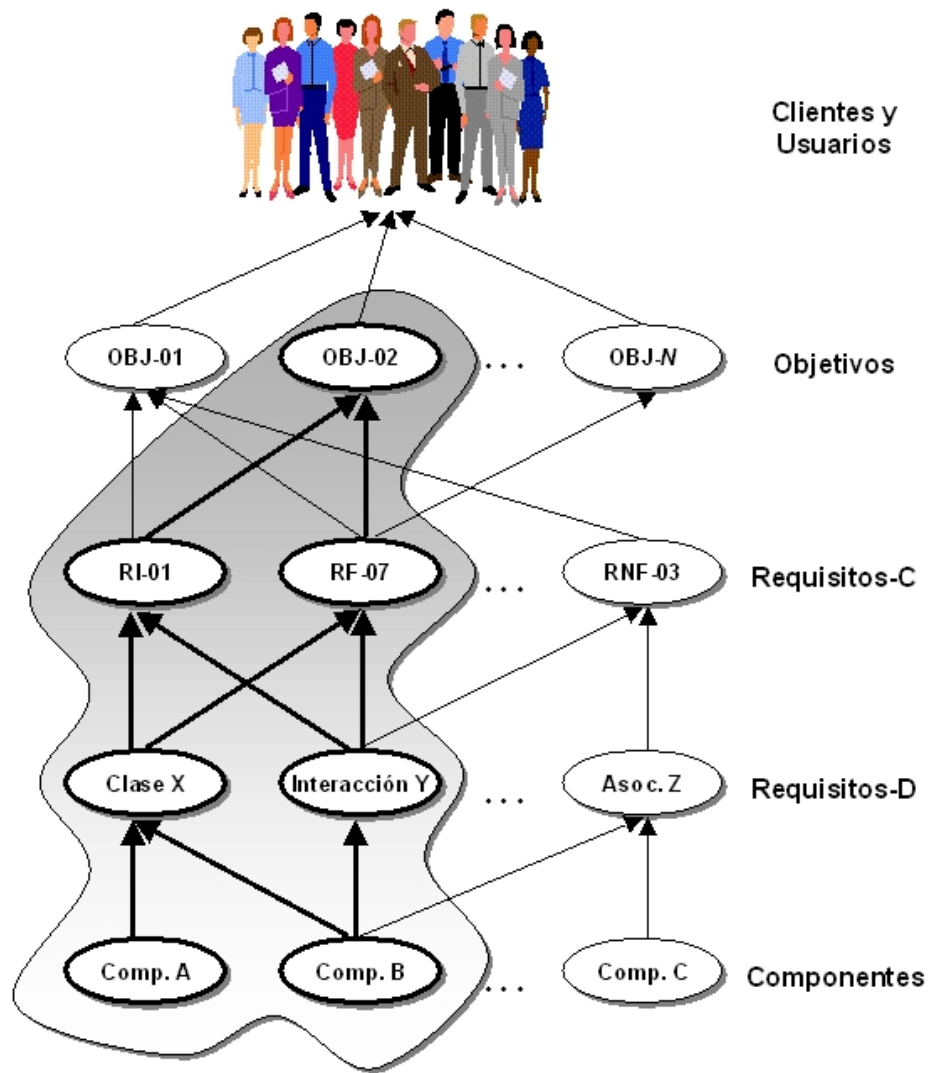 Clientes y
Usuarios
OBJ-01
OBJ-02
...
OBJ-N
Objetivos
RI-01
RF-07
...
RNF-03
Requisitos-C
Clase X
Interacción Y
...
Asoc. Z
Requisitos-D
Comp. A
Comp. B
...
Comp. C
Componentes